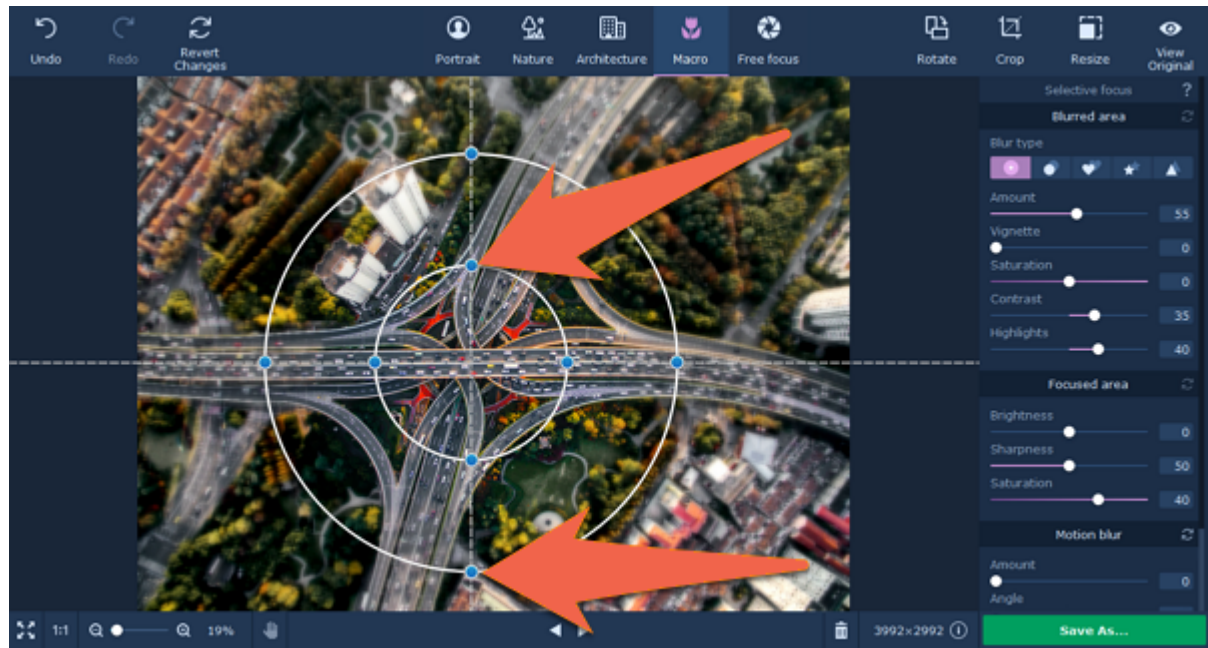 Undo
Redo
Revert
Changes
Portrait
Nature
Architecture
Macro
Free focus
Rotate
Crop
Resize
View
Original
Selective focus ?
Blurred area
Blur type
Amount
55
Vignette
0
Saturation
0
Contrast
35
Highlights
40
Focused area
Brightness
0
Sharpness
50
Saturation
40
Motion blur
Amount
0
Angle
1:1
19%
3992×2992
Save As...